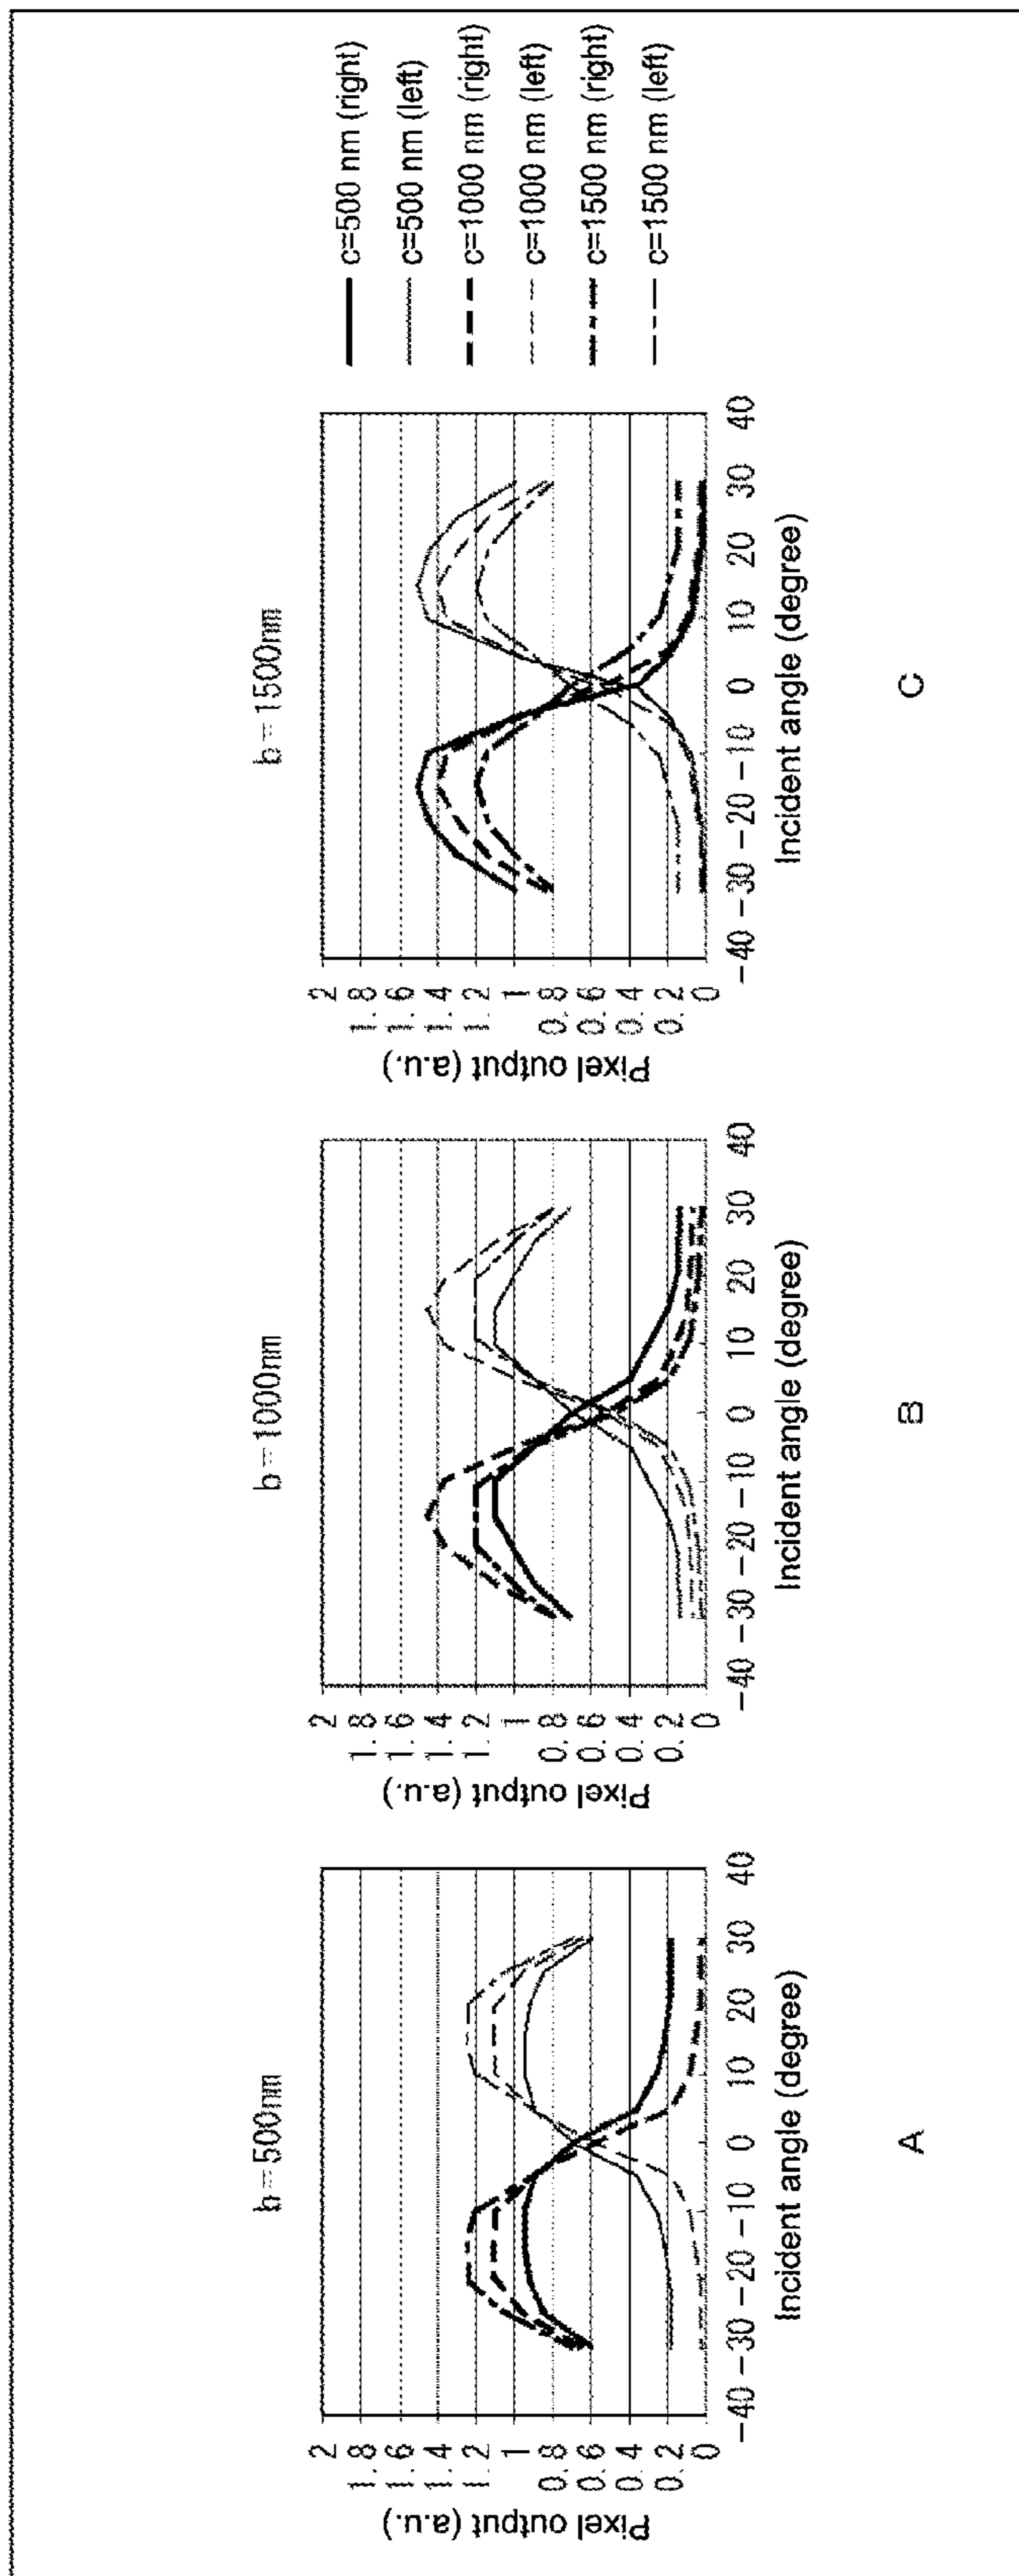 b=500nm
Pixel output (a.u.)
2
1.8
1.6
1.4
1.2
1
0.8
0.6
0.4
0.2
0
-40 -30 -20 -10 0 10 20 30 40
Incident angle (degree)
A
b=1000nm
Pixel output (a.u.)
2
1.8
1.6
1.4
1.2
1
0.8
0.6
0.4
0.2
0
-40 -30 -20 -10 0 10 20 30 40
Incident angle (degree)
B
b=1500nm
Pixel output (a.u.)
2
1.8
1.6
1.4
1.2
1
0.8
0.6
0.4
0.2
0
-40 -30 -20 -10 0 10 20 30 40
Incident angle (degree)
C
c=500 nm (right)
c=500 nm (left)
c=1000 nm (right)
c=1000 nm (left)
c=1500 nm (right)
c=1500 nm (left)